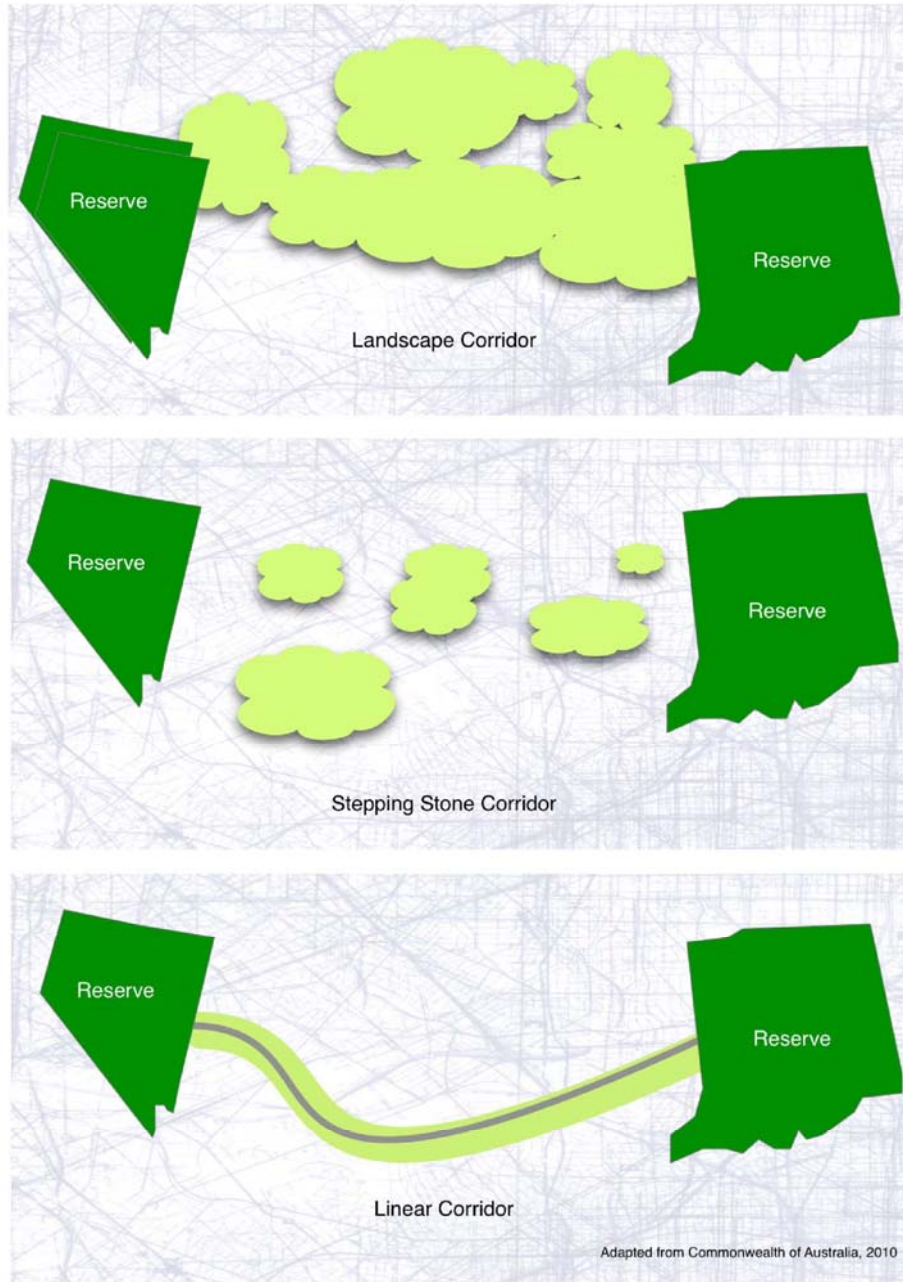 Reserve
Reserve
Landscape Corridor
Reserve
Reserve
Stepping Stone Corridor
Reserve
Reserve
Linear Corridor
Adapted from Commonwealth of Australia, 2010